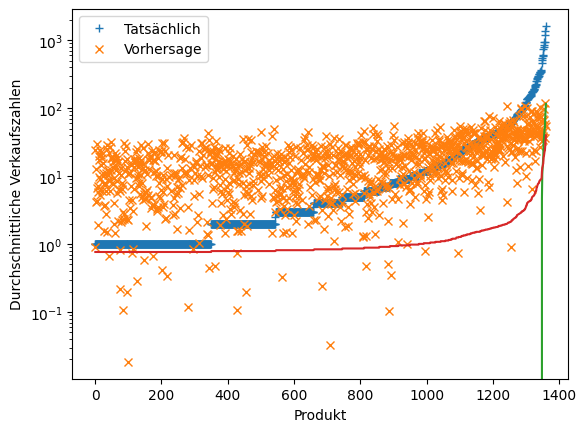 Tatsächlich
Vorhersage
Durchschnittliche Verkaufszahlen
10³
10²
10¹
10⁰
10⁻¹
0 200 400 600 800 1000 1200 1400
Produkt